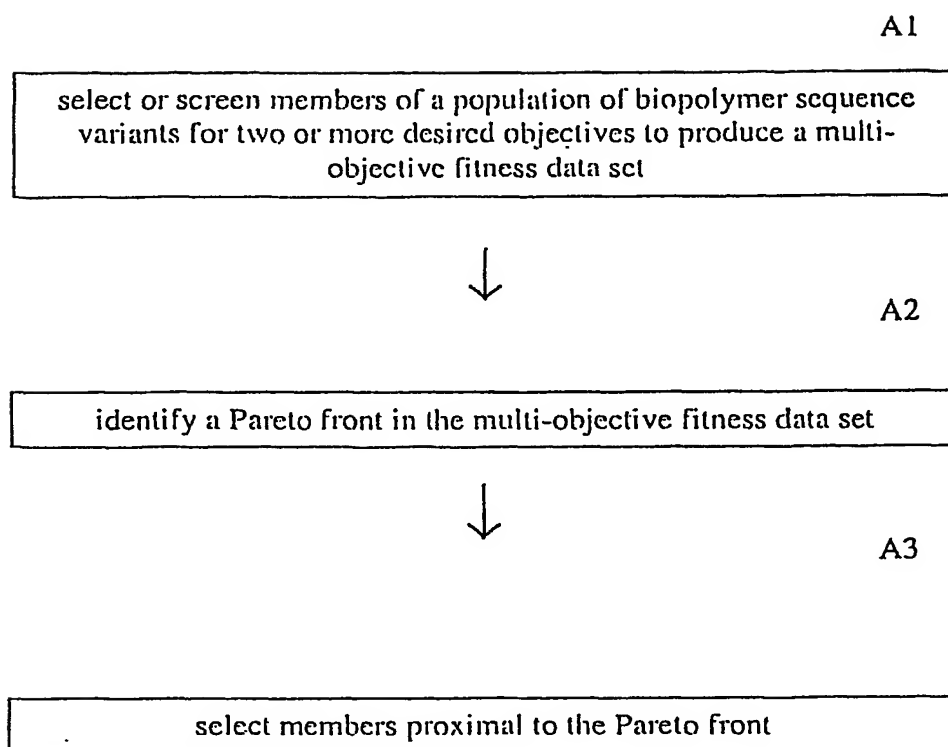 A1
select or screen members of a population of biopolymer sequence
variants for two or more desired objectives to produce a multi-
objective fitness data set
A2
identify a Pareto front in the multi-objective fitness data set
A3
select members proximal to the Pareto front